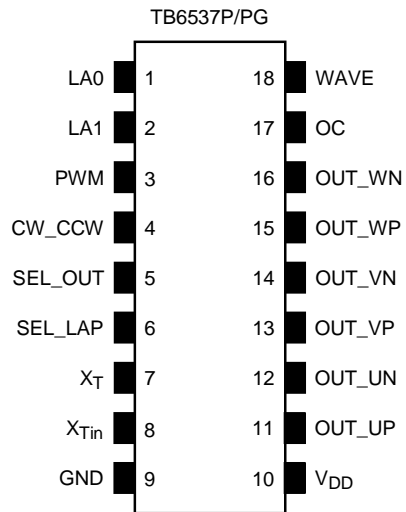 TB6537P/PG
LA0 1 18 WAVE
LA1 2 17 OC
PWM 3 16 OUT_WN
CW_CCW 4 15 OUT_WP
SEL_OUT 5 14 OUT_VN
SEL_LAP 6 13 OUT_VP
XT 7 12 OUT_UN
XTin 8 11 OUT_UP
GND 9 10 VDD